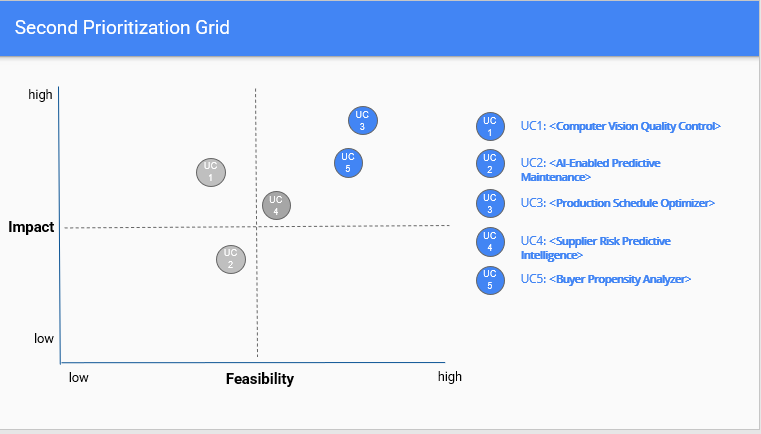 Second Prioritization Grid
high
UC
3
UC
5
UC
1
UC
4
Impact
UC
2
low
low
Feasibility
high
UC
1
UC1: <Computer Vision Quality Control>
UC
2
UC2: <AI-Enabled Predictive
Maintenance>
UC
3
UC3: <Production Schedule Optimizer>
UC
4
UC4: <Supplier Risk Predictive
Intelligence>
UC
5
UC5: <Buyer Propensity Analyzer>